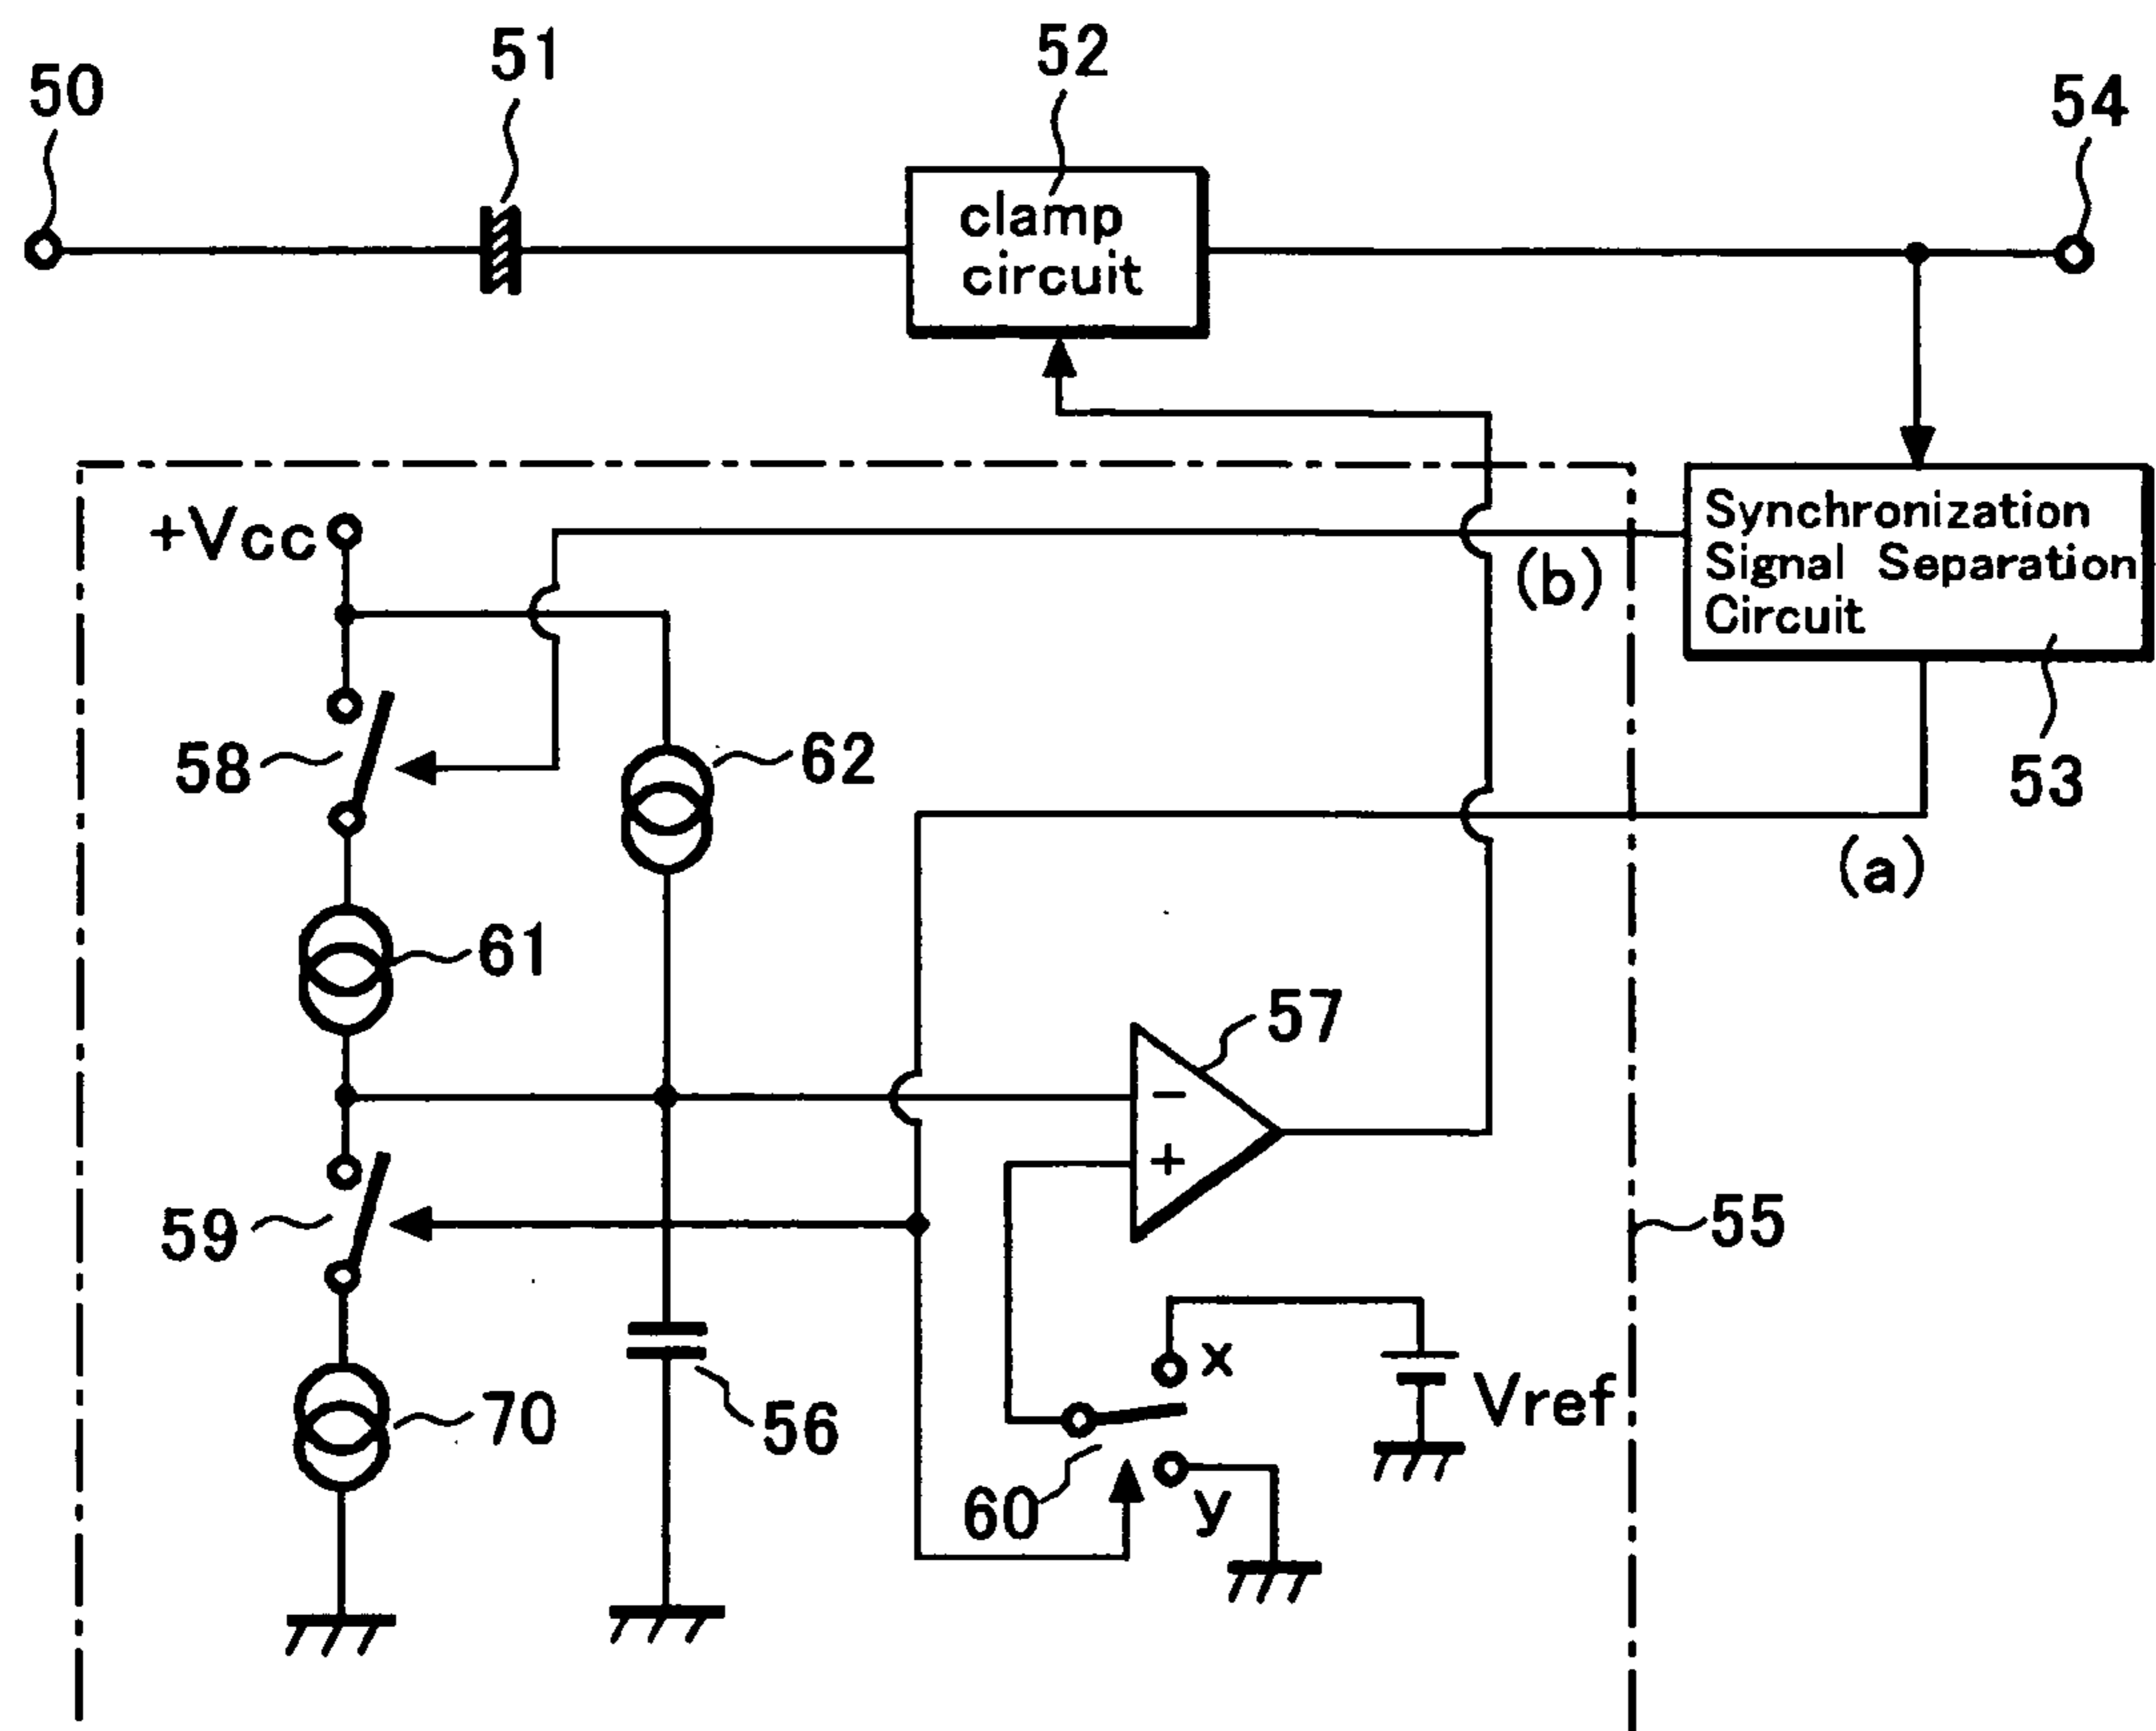 50
51
52
54
clamp
circuit
+Vcc
(b)
Synchronization
Signal Separation
Circuit
58
62
53
(a)
61
57
−
+
59
55
x
70
56
Vref
60
y